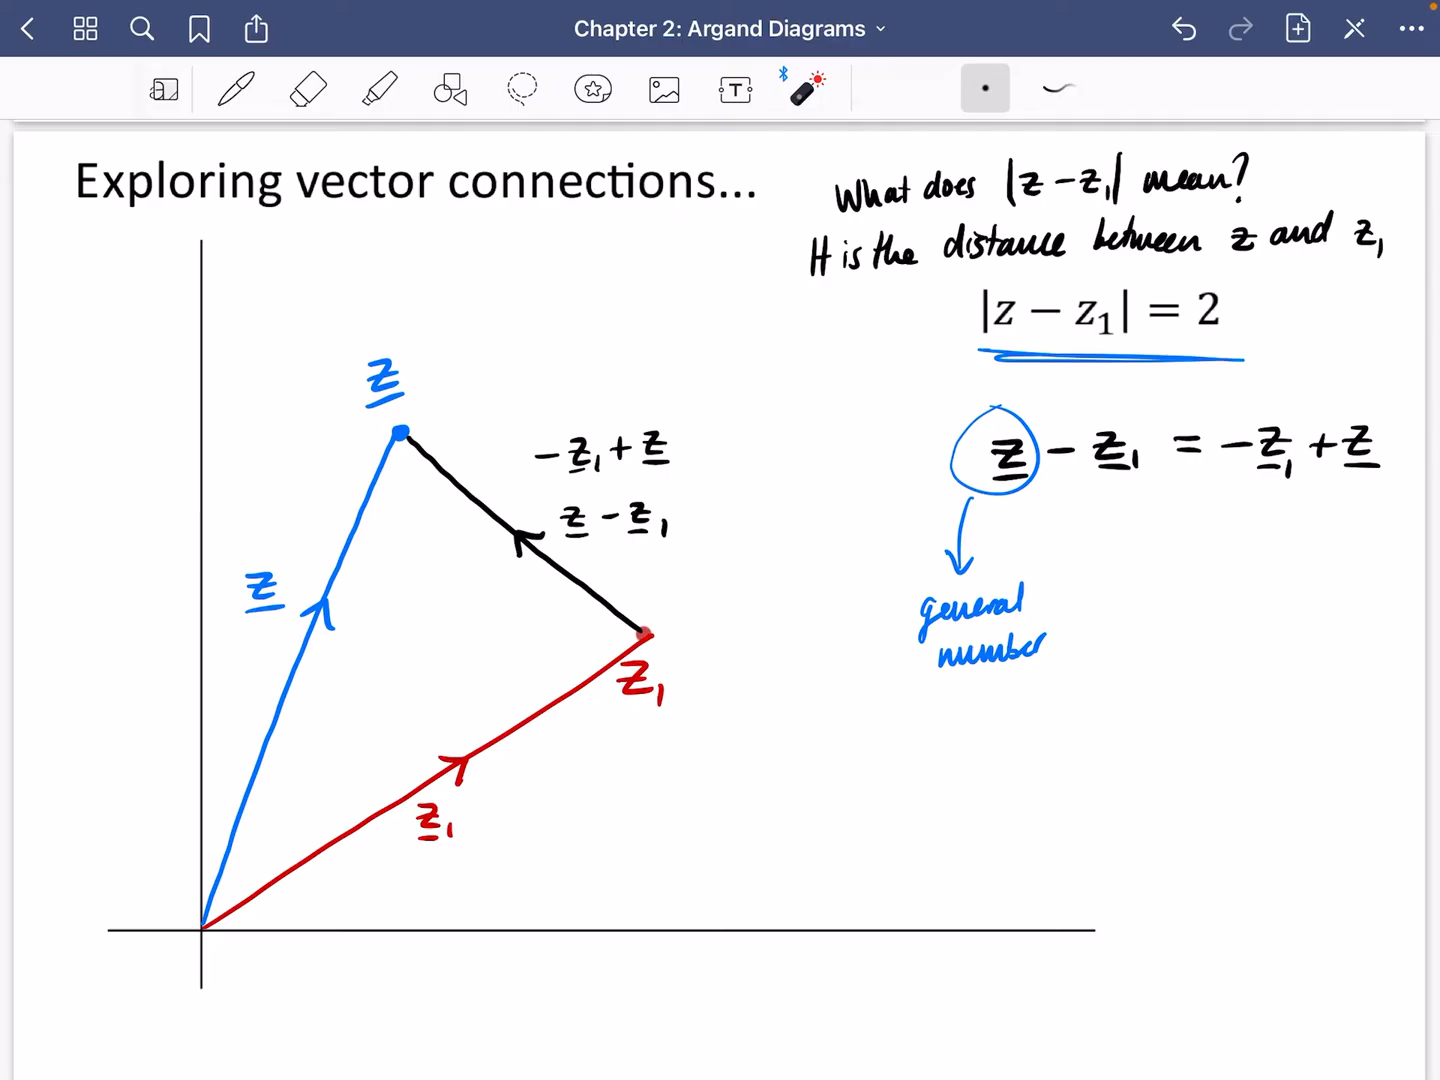 Chapter 2: Argand Diagrams
Exploring vector connections...
What does |z - z₁| mean?
It is the distance between z and z₁
|z − z₁| = 2
z
-z₁ + z
z - z₁
z - z₁ = -z₁ + z
z
general
number
z₁
z₁